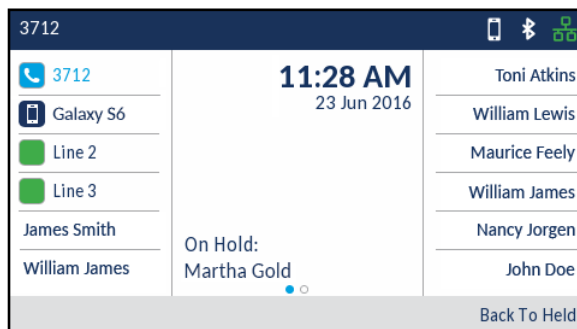 3712
3712
Galaxy S6
Line 2
Line 3
James Smith
William James
11:28 AM
23 Jun 2016
On Hold:
Martha Gold
Toni Atkins
William Lewis
Maurice Feely
William James
Nancy Jorgen
John Doe
Back To Held